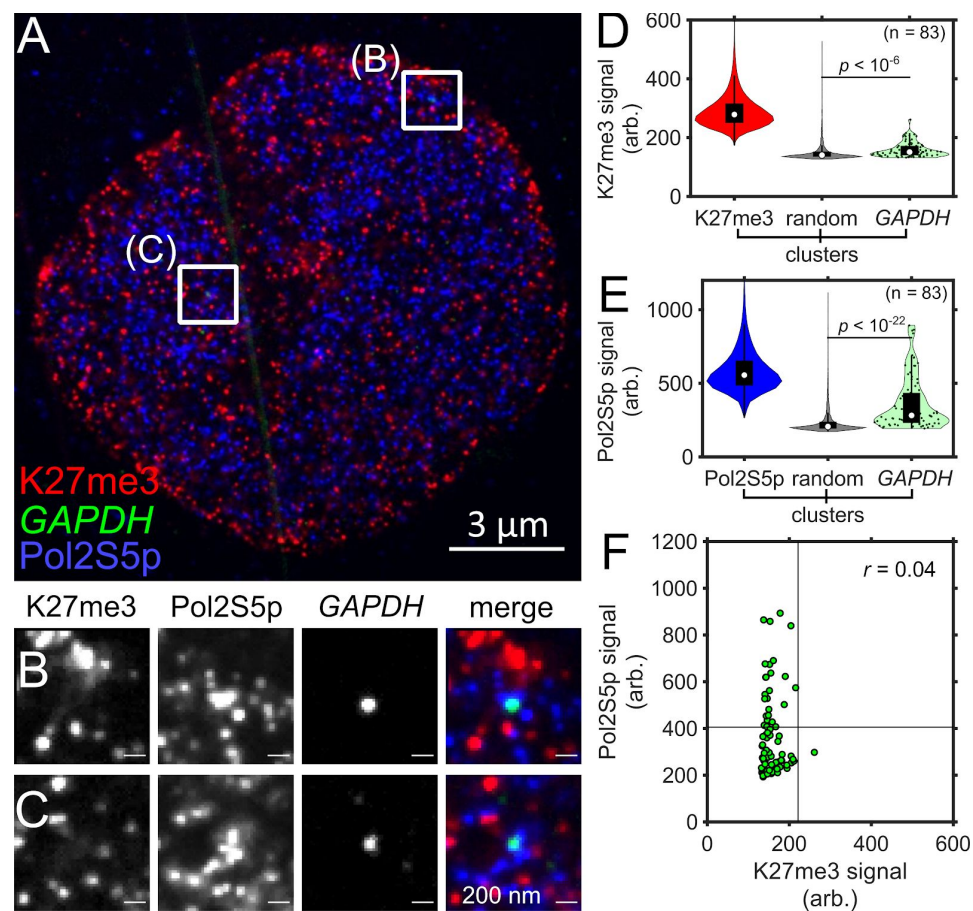 A
(B)
(C)
K27me3
GAPDH
Pol2S5p
3 μm
K27me3 Pol2S5p GAPDH merge
B
C
200 nm
D
(n = 83)
p < 10-6
K27me3 signal
(arb.)
600
400
200
0
K27me3 random GAPDH
clusters
E
(n = 83)
p < 10-22
Pol2S5p signal
(arb.)
1000
500
0
Pol2S5p random GAPDH
clusters
F
r = 0.04
Pol2S5p signal
(arb.)
1200
1000
800
600
400
200
0
0 200 400 600
K27me3 signal
(arb.)